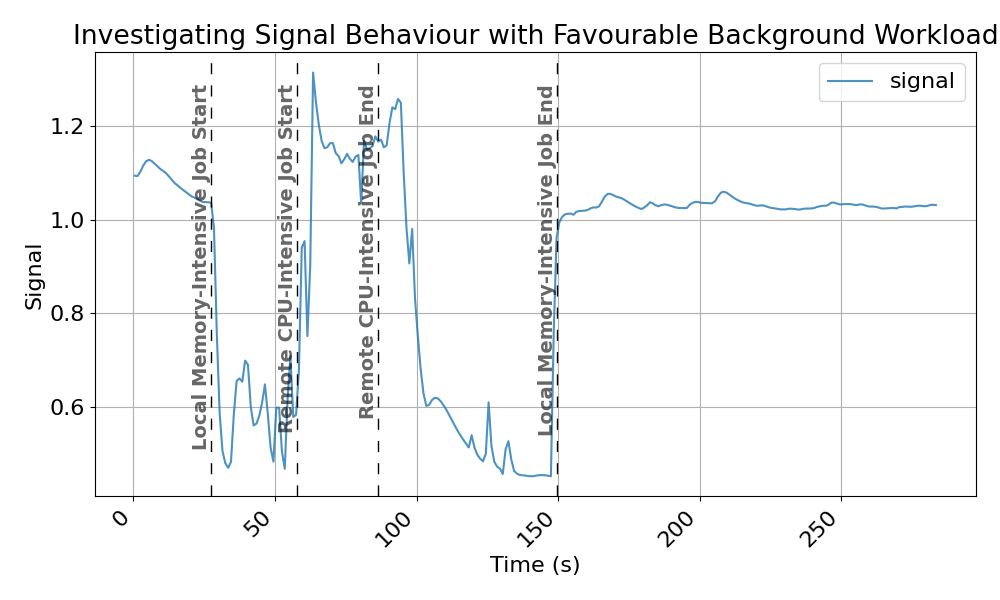 Investigating Signal Behaviour with Favourable Background Workload
signal
Local Memory-Intensive Job Start
Remote CPU-Intensive Job Start
Remote CPU-Intensive Job End
Local Memory-Intensive Job End
Signal
1.2
1.0
0.8
0.6
0
50
100
150
200
250
Time (s)